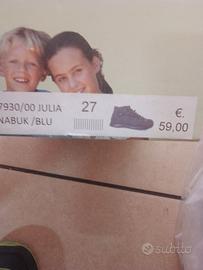 7930/00 JULIA
NABUK /BLU
27
€.
59,00
subito